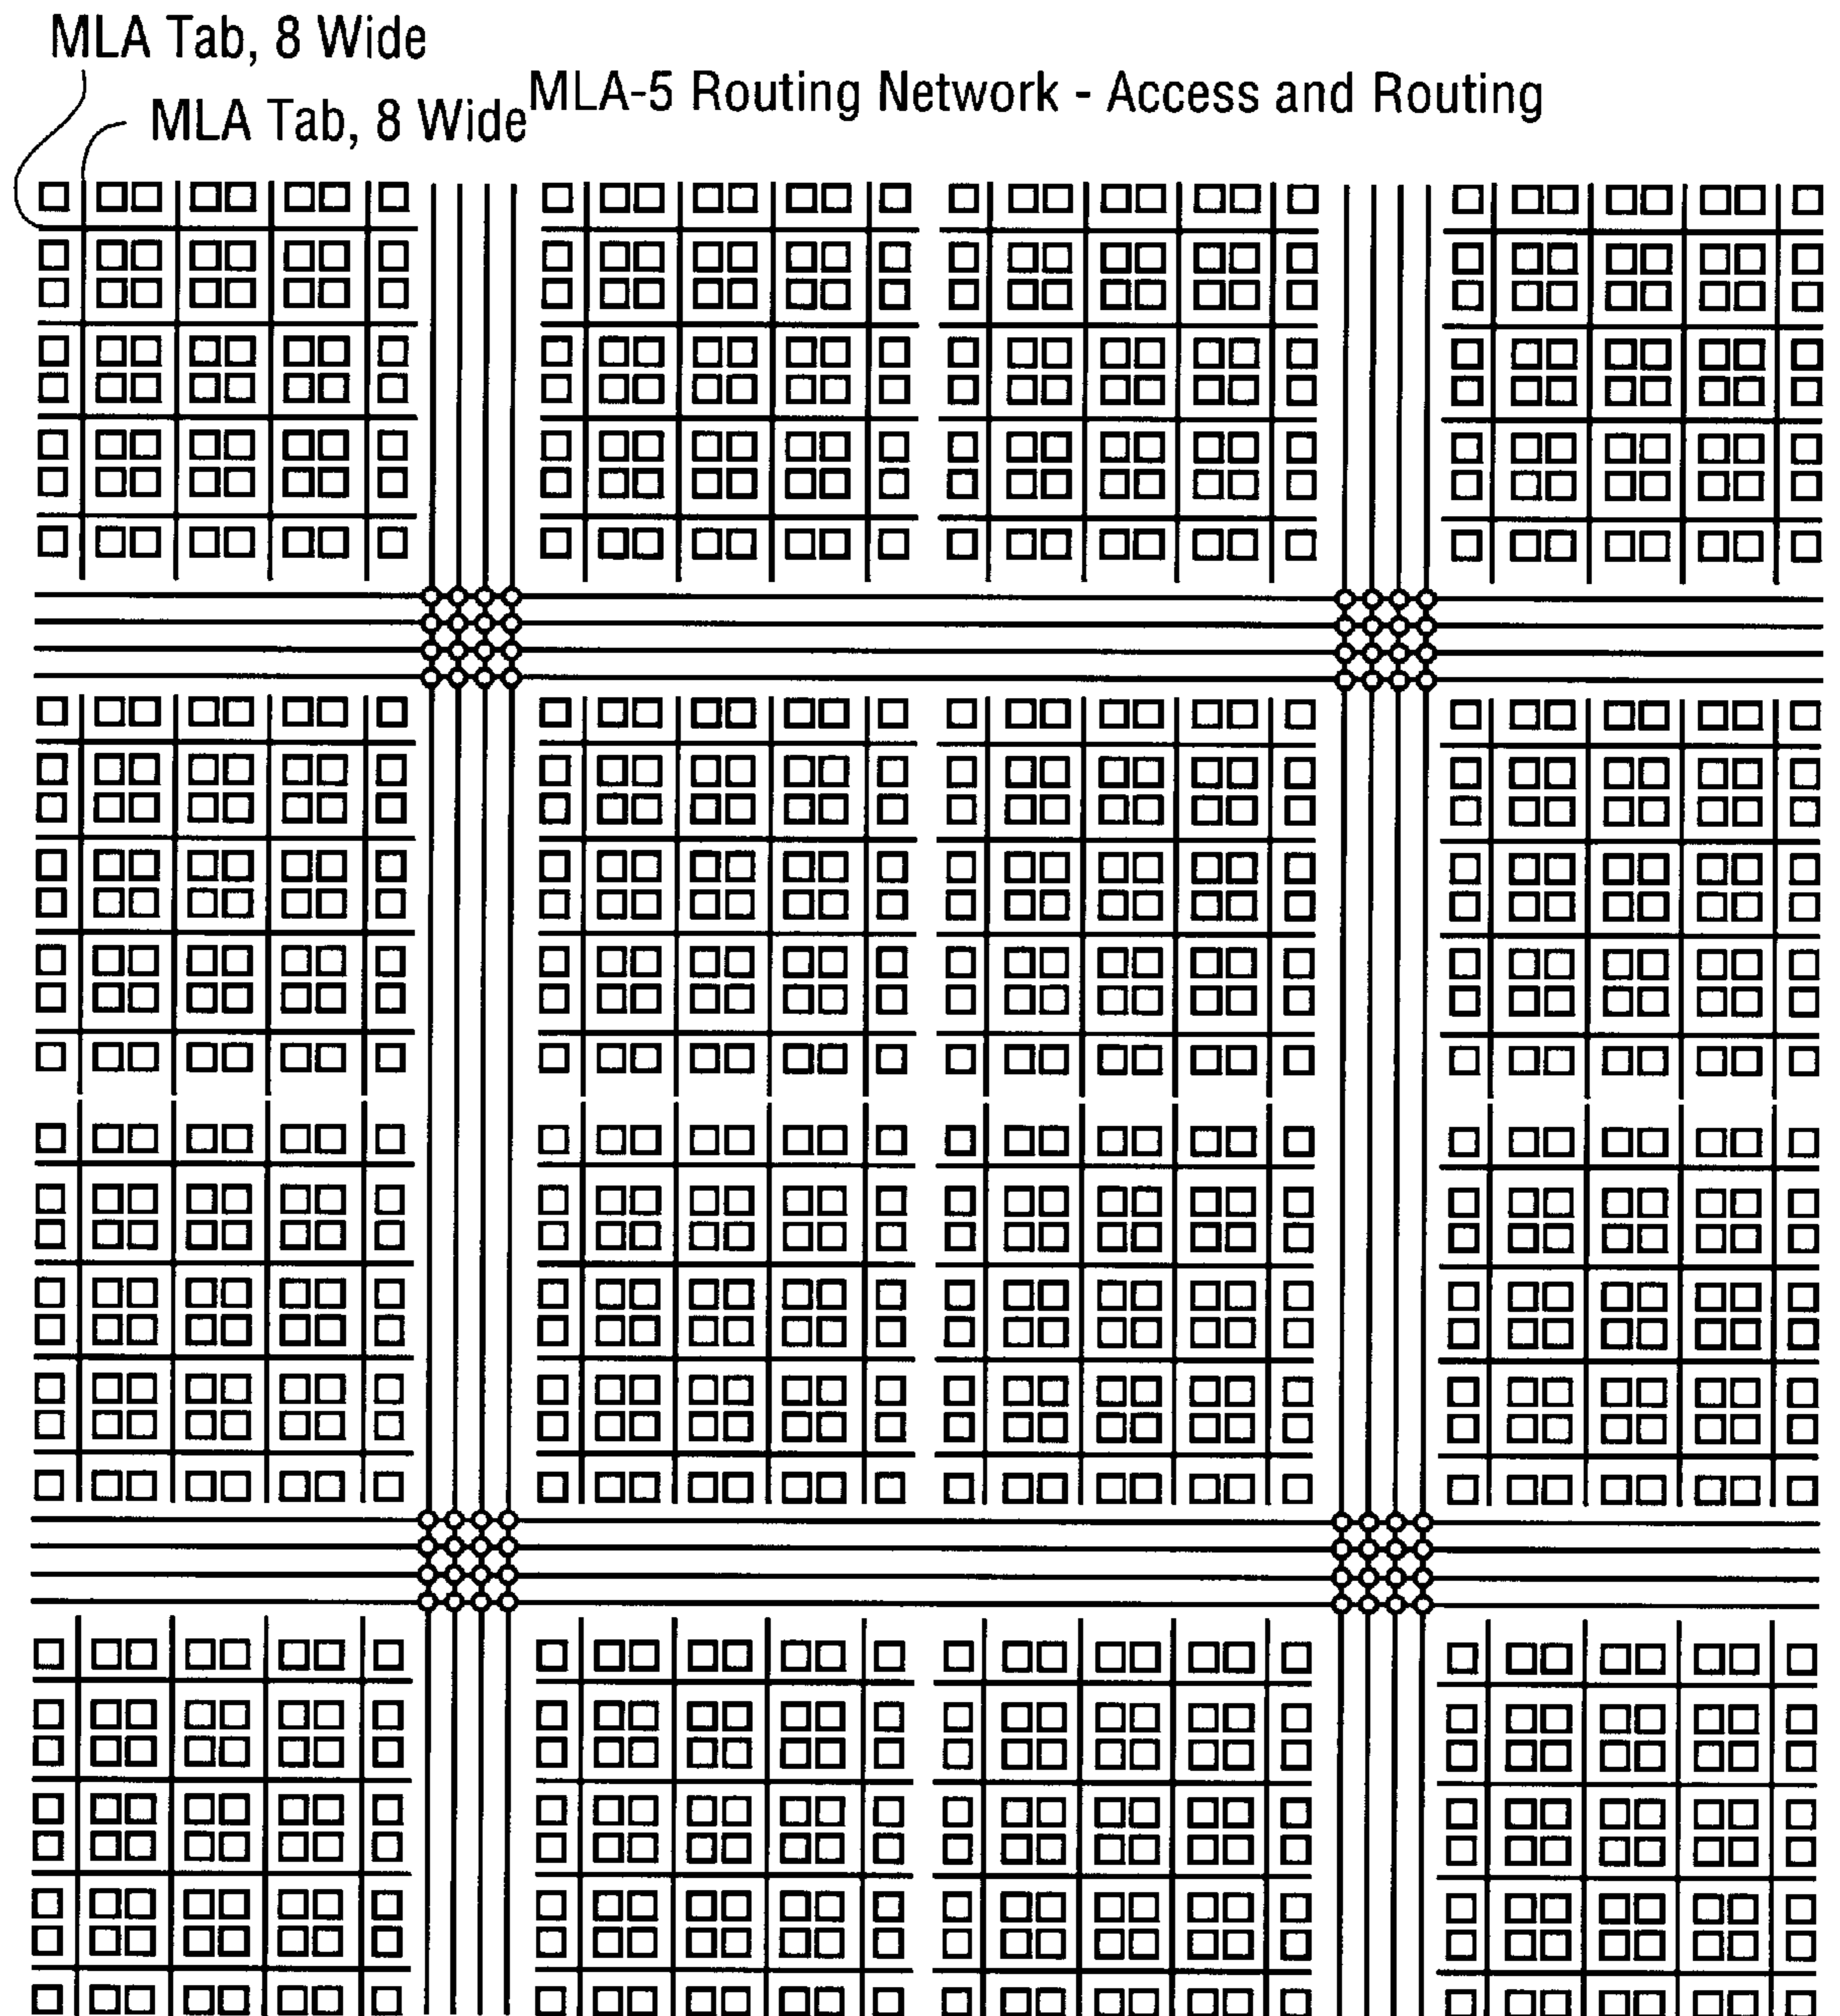 MLA Tab, 8 Wide
MLA-5 Routing Network - Access and Routing
MLA Tab, 8 Wide